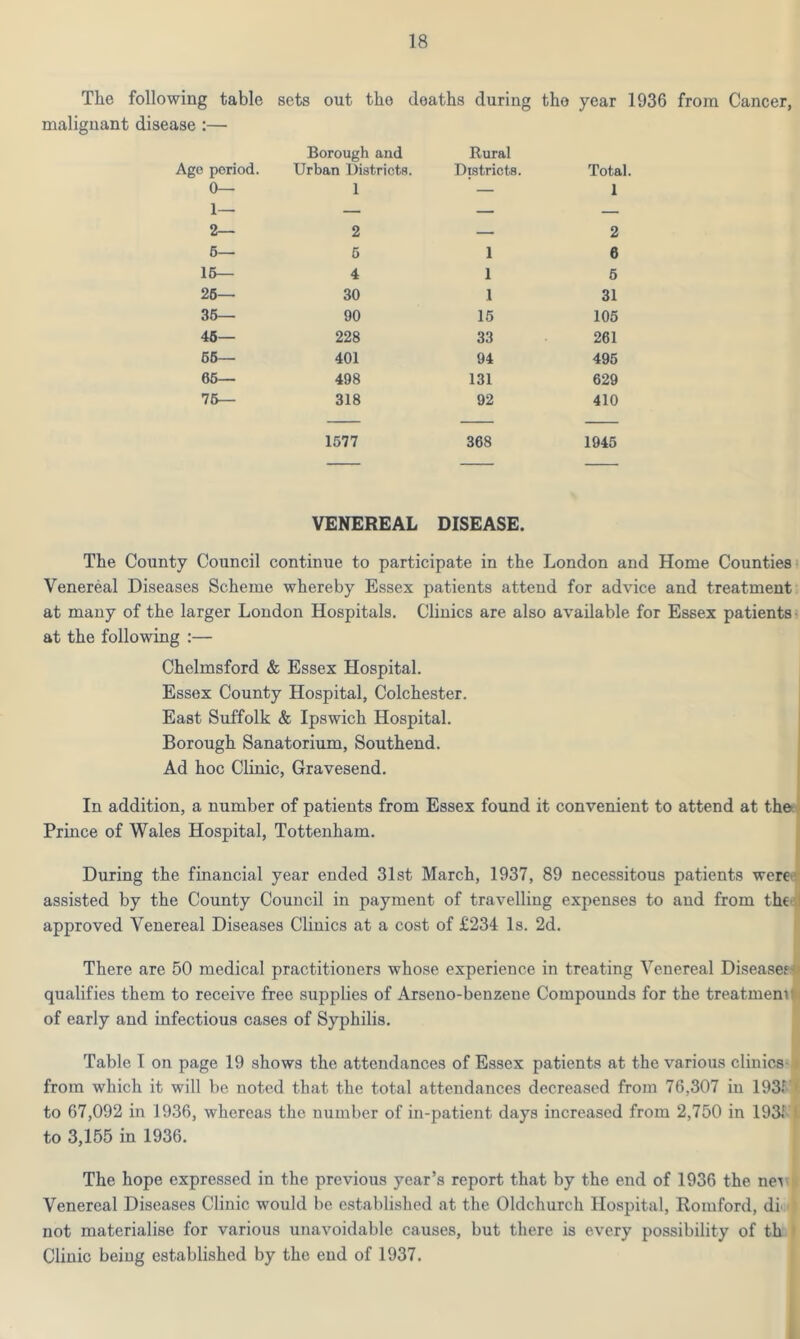 18
The following table sets out the deaths during the year 1936 from Cancer,
malignant disease :—
Borough and Rural
Age period. Urban Districts. Districts. Total.
0— 1 — 1
1— — — —
2— 2 — 2
5— 5 1 6
15— 4 1 5
25— 30 1 31
35— 90 15 105
45— 228 33 261
55— 401 94 495
65— 498 131 629
75— 318 92 410
1577 368 1945
VENEREAL DISEASE.
The County Council continue to participate in the London and Home Counties
Venereal Diseases Scheme whereby Essex patients attend for advice and treatment
at many of the larger London Hospitals. Clinics are also available for Essex patients
at the following :—
Chelmsford & Essex Hospital.
Essex County Hospital, Colchester.
East Suffolk & Ipswich Hospital.
Borough Sanatorium, Southend.
Ad hoc Clinic, Gravesend.
In addition, a number of patients from Essex found it convenient to attend at the
Prince of Wales Hospital, Tottenham.
During the financial year ended 31st March, 1937, 89 necessitous patients were
assisted by the County Council in payment of travelling expenses to and from the
approved Venereal Diseases Clinics at a cost of £234 1s. 2d.
There are 50 medical practitioners whose experience in treating Venereal Diseases
qualifies them to receive free supplies of Arseno-benzene Compounds for the treatment
of early and infectious cases of Syphilis.
Table I on page 19 shows the attendances of Essex patients at the various clinics
from which it will be noted that the total attendances decreased from 76,307 in 193
to 67,092 in 1936, whereas the number of in-patient days increased from 2,750 in 193
to 3,155 in 1936.
The hope expressed in the previous year's report that by the end of 1936 the new
Venereal Diseases Clinic would be established at the Oldchurch Hospital, Romford, di
not materialise for various unavoidable causes, but there is every possibility of th
Clinic being established by the end of 1937.